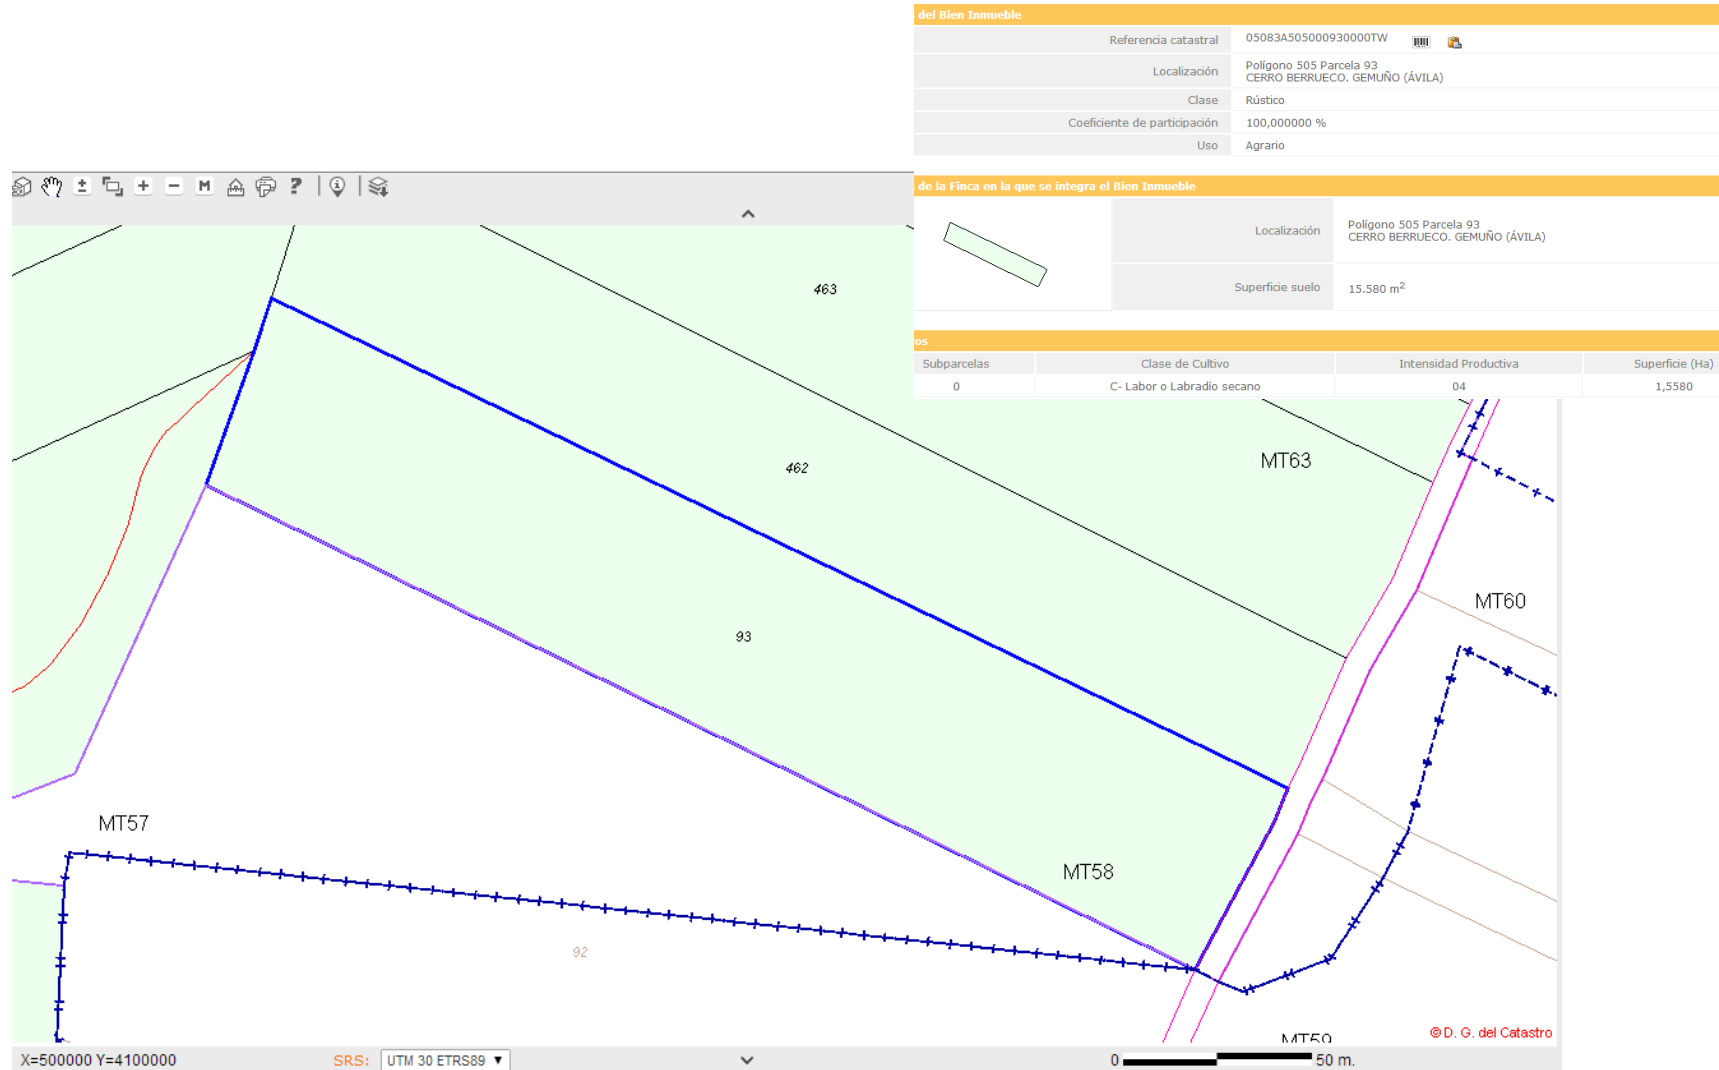 del Bien Inmueble
Referencia catastral 05083A505000930000TW
Localización Polígono 505 Parcela 93
CERRO BERRUECO. GEMUÑO (ÁVILA)
Clase Rústico
Coeficiente de participación 100,000000 %
Uso Agrario
de la Finca en la que se integra el Bien Inmueble
Localización Polígono 505 Parcela 93
CERRO BERRUECO. GEMUÑO (ÁVILA)
Superficie suelo 15.580 m²
os
Subparcelas Clase de Cultivo Intensidad Productiva Superficie (Ha)
0 C- Labor o Labradío secano 04 1,5580
M ?
463
MT63
462
MT60
93
MT57
MT58
92
MT59
© D. G. del Catastro
X=500000 Y=4100000 SRS: UTM 30 ETRS89 0 50 m.